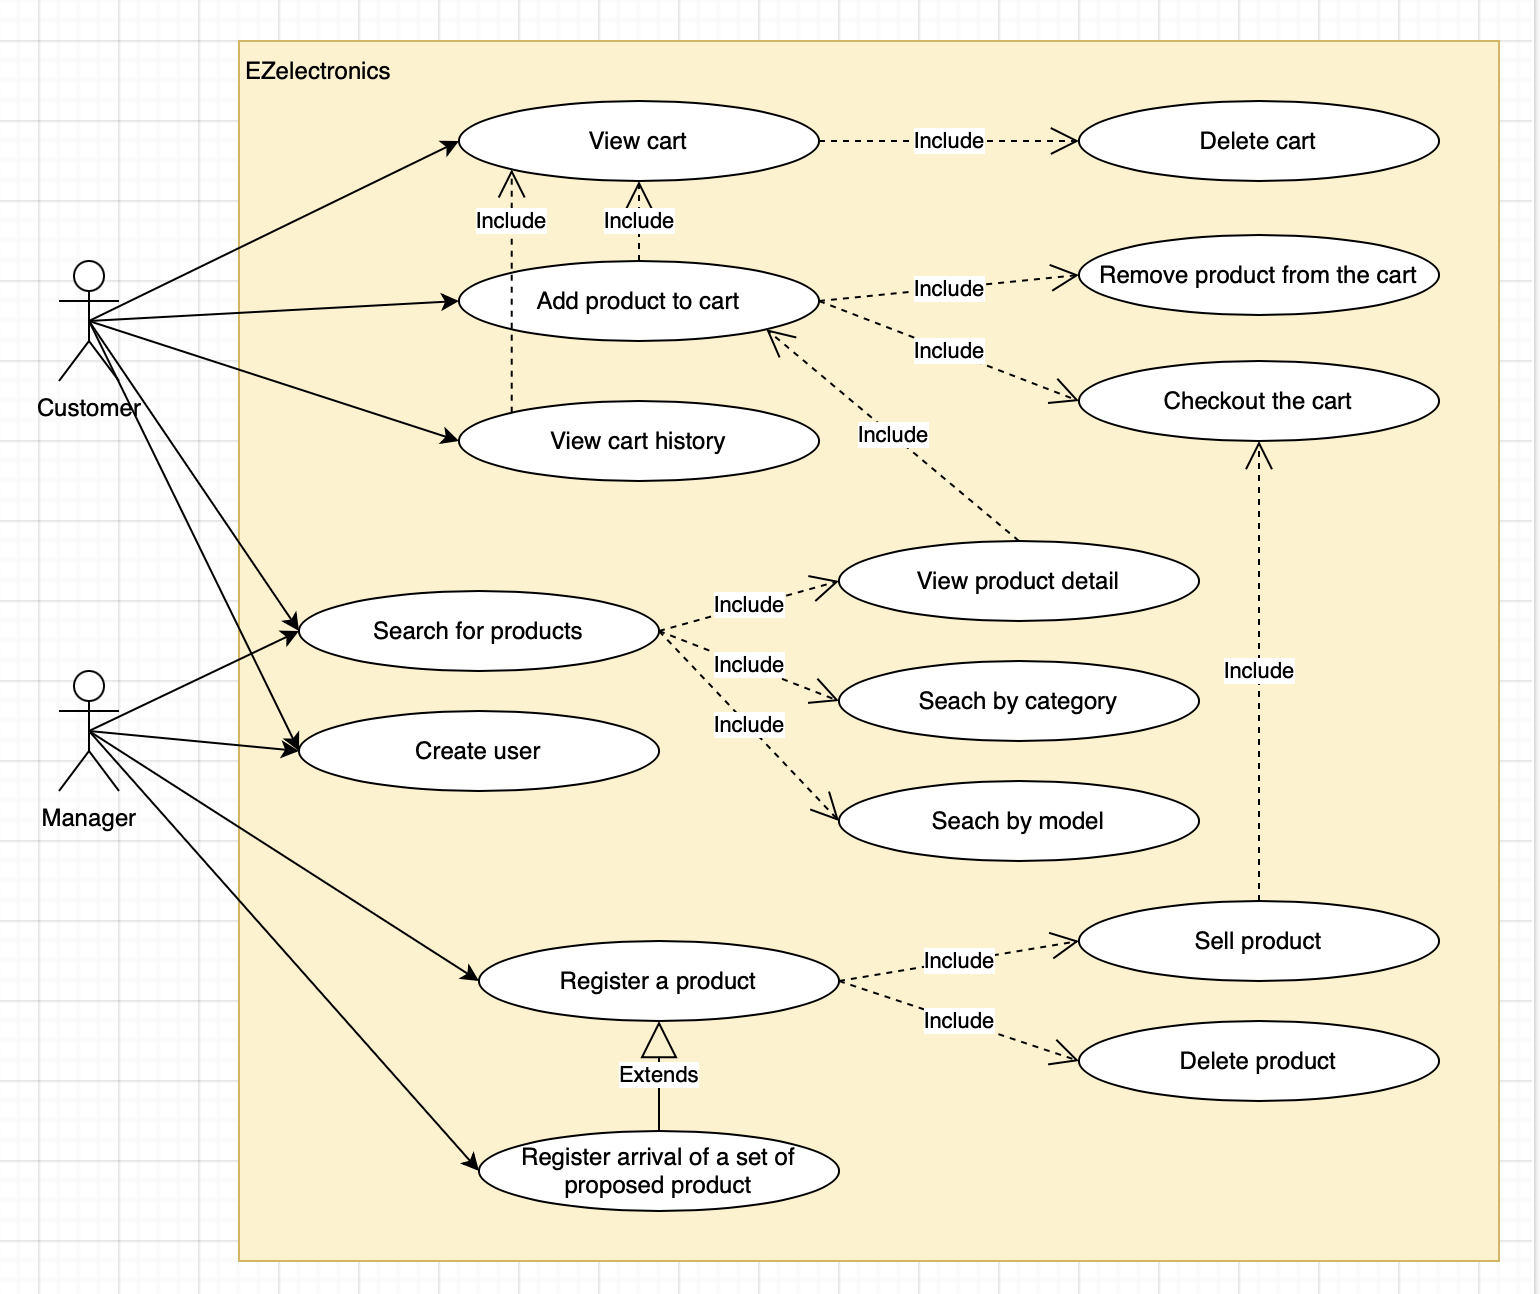 EZelectronics
View cart
Include
Delete cart
Include
Include
Add product to cart
Include
Remove product from the cart
Include
Checkout the cart
Customer
View cart history
Include
View product detail
Search for products
Include
Include
Seach by category
Include
Include
Create user
Manager
Seach by model
Register a product
Include
Sell product
Include
Delete product
Extends
Register arrival of a set of
proposed product